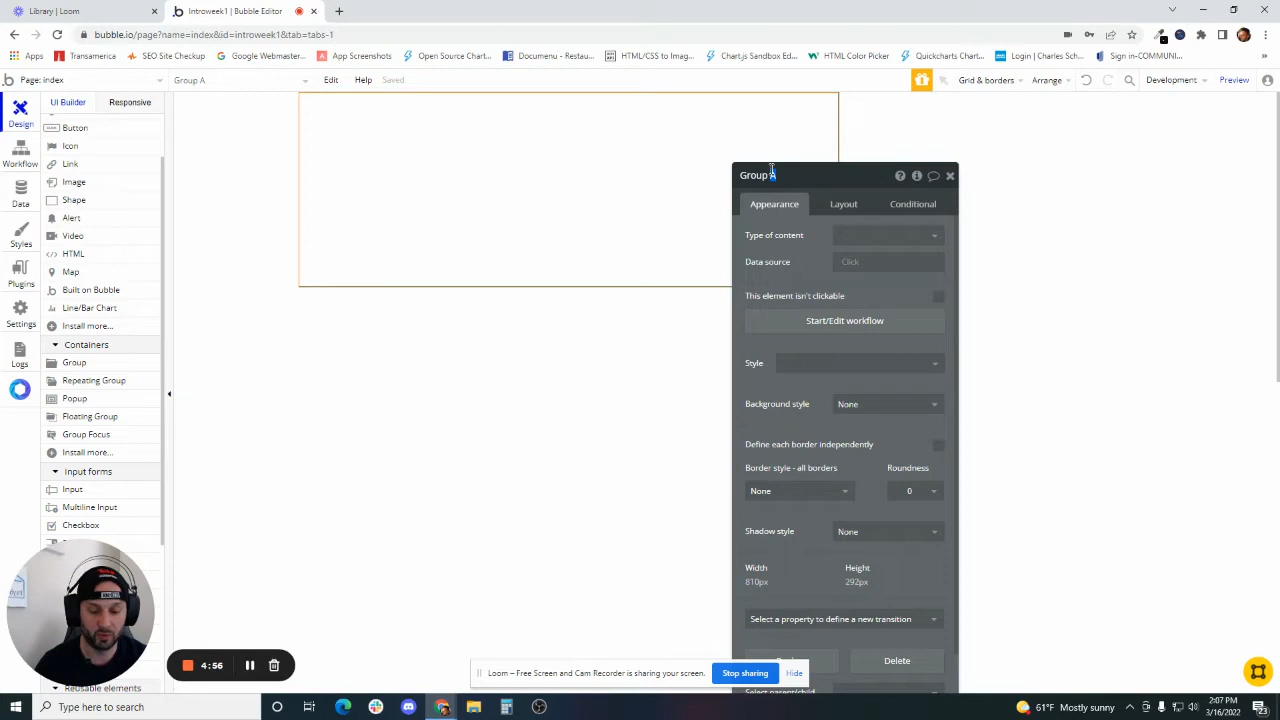 Library | Loom
Introweek1 | Bubble Editor
bubble.io/page?name=index&id=introweek1&tab=tabs-1
Apps
Transamerica
SEO Site Checkup
App Screenshots
Open Source Chart...
Documenu - Restau...
HTML/CSS to Imag...
Chart.js Sandbox Ed...
HTML Color Picker
Quickcharts Config...
Login | Charts Sch...
Sign in-COMMUNI...
Page: index
Group A
Edit
Help
Saved
Grid & borders
Arrange
Development
Preview
Design
Workflow
Data
Styles
Plugins
Settings
Logs
UI Builder
Responsive
Button
Icon
Link
Image
Shape
Alert
Video
HTML
Map
Built on Bubble
Line/Bar Chart
Install more...
Containers
Group
Repeating Group
Popup
Floating Group
Group Focus
Install more...
Input forms
Input
Multiline Input
Checkbox
Reusable elements
Group A
Appearance
Layout
Conditional
Type of content
Data source
Click
This element isn't clickable
Start/Edit workflow
Style
Background style
None
Define each border independently
Border style - all borders
Roundness
None
0
Shadow style
None
Width
Height
810px
292px
Select a property to define a new transition
Delete
Select parent/child
4:56
Loom – Free Screen and Cam Recorder is sharing your screen.
Stop sharing
Hide
Type here to search
61°F Mostly sunny
2:07 PM
3/16/2022